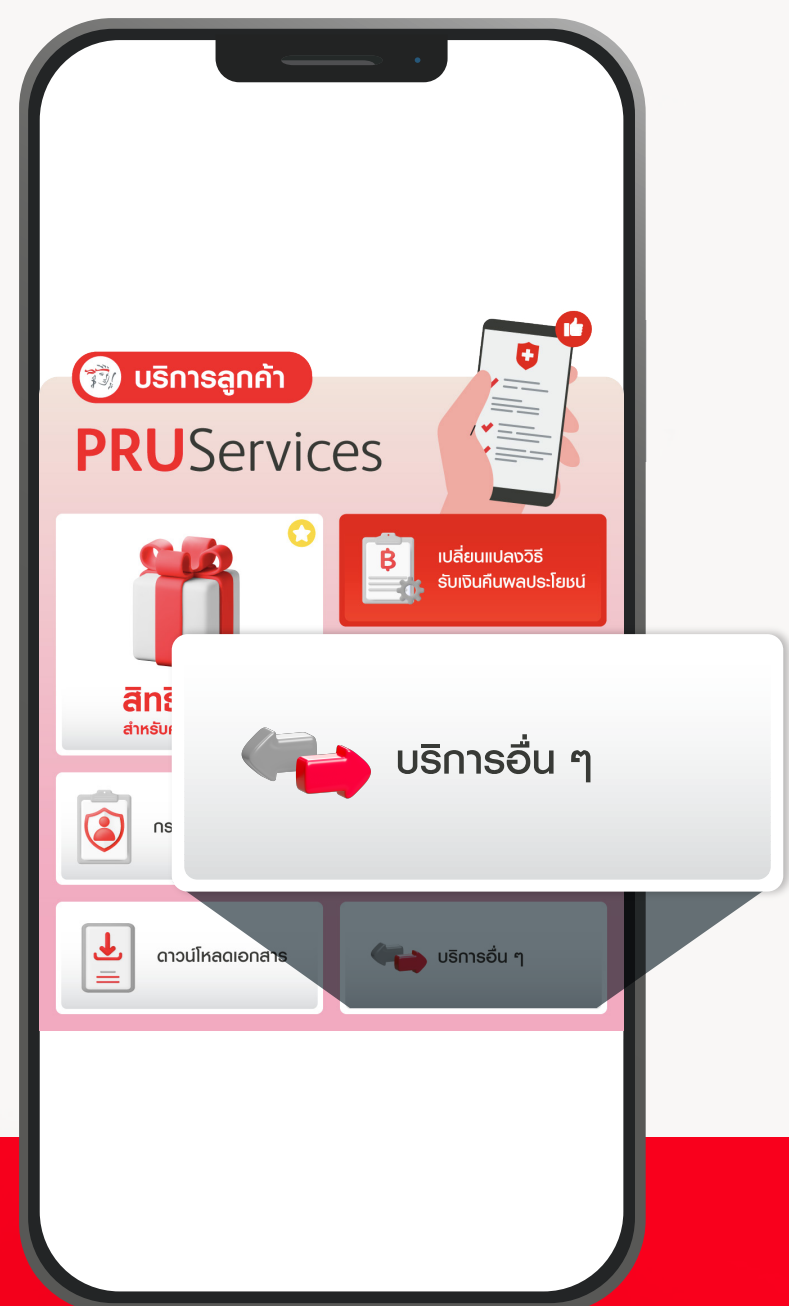 บริการลูกค้า
PRUServices
฿
เปลี่ยนแปลงวิธี
รับเงินคืนผลประโยชน์
บริการอื่น ๆ
ดาวน์โหลดเอกสาร
บริการอื่น ๆ